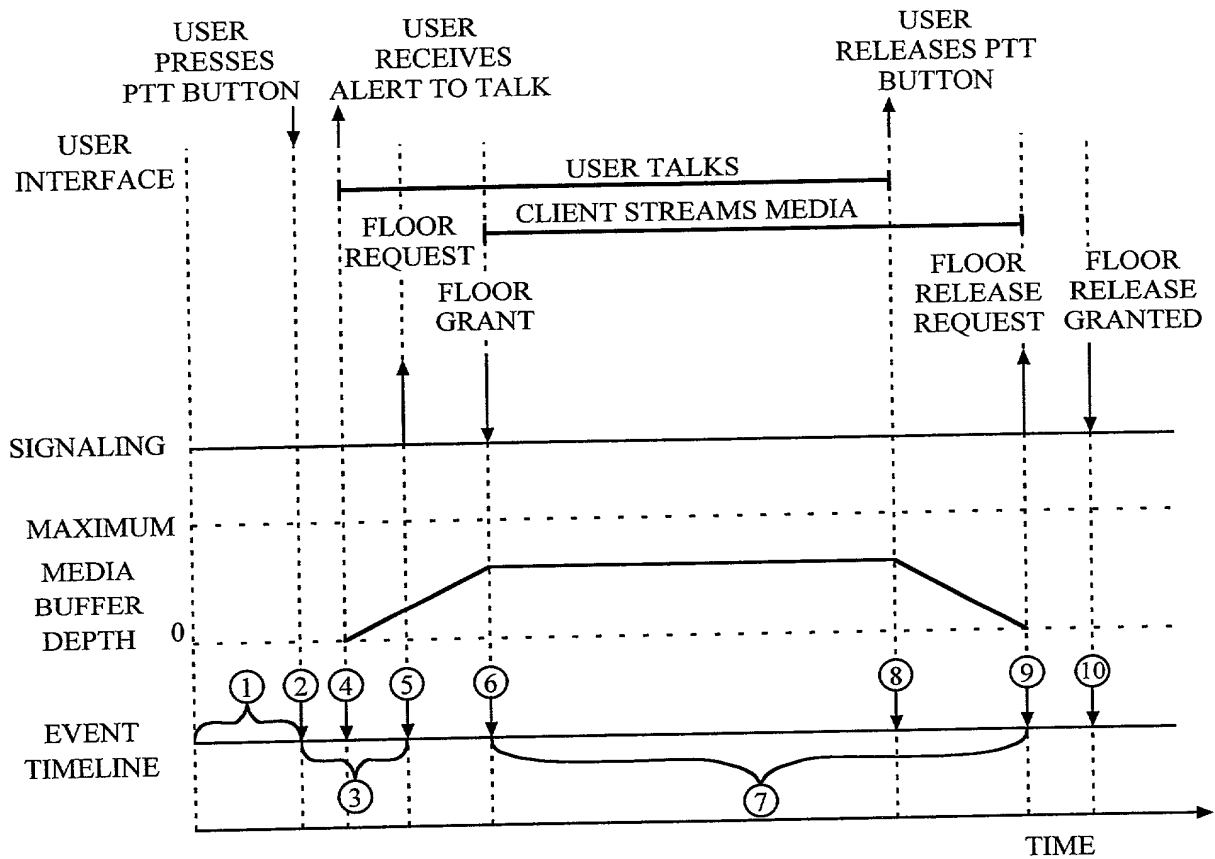 USER
PRESSES
PTT BUTTON
USER
RECEIVES
ALERT TO TALK
USER
RELEASES PTT
BUTTON
USER
INTERFACE
USER TALKS
CLIENT STREAMS MEDIA
FLOOR
REQUEST
FLOOR
GRANT
FLOOR
RELEASE
REQUEST
FLOOR
RELEASE
GRANTED
SIGNALING
MAXIMUM
MEDIA
BUFFER
DEPTH
0
1
2
4
5
6
8
9
10
EVENT
TIMELINE
3
7
TIME